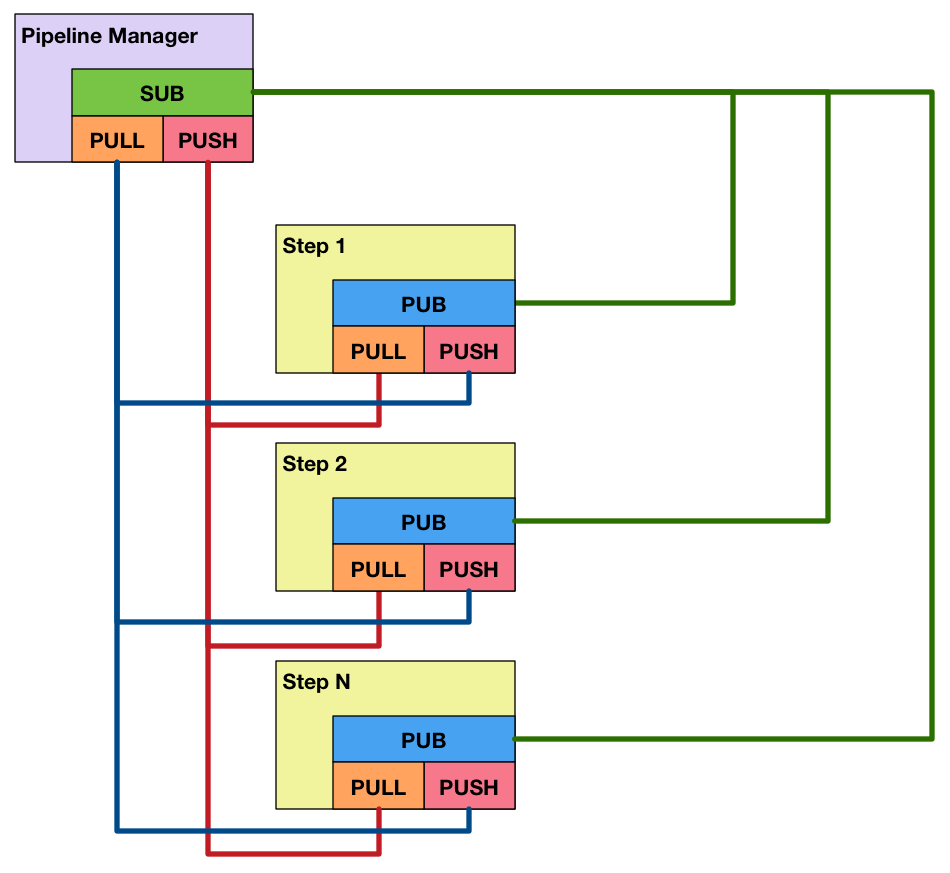 Pipeline Manager
SUB
PULL PUSH
Step 1
PUB
PULL PUSH
Step 2
PUB
PULL PUSH
Step N
PUB
PULL PUSH